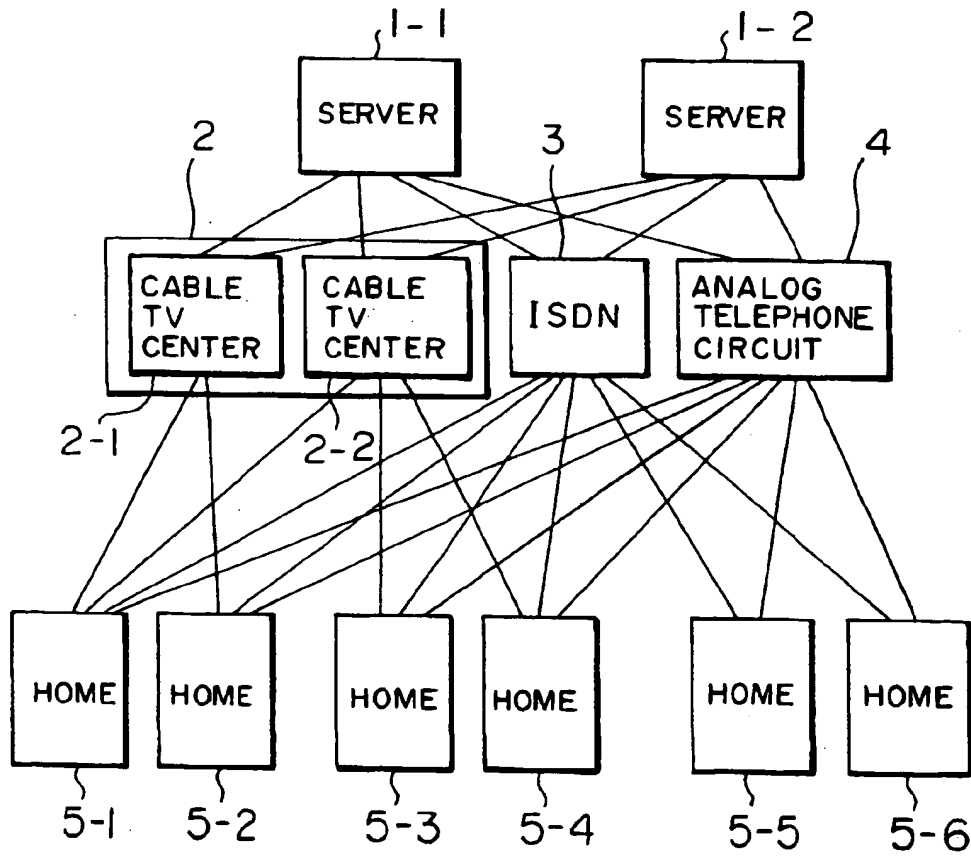 1-1
1-2
SERVER
SERVER
2
3
4
CABLE
TV
CENTER
CABLE
TV
CENTER
ISDN
ANALOG
TELEPHONE
CIRCUIT
2-1
2-2
HOME
HOME
HOME
HOME
HOME
HOME
5-1
5-2
5-3
5-4
5-5
5-6